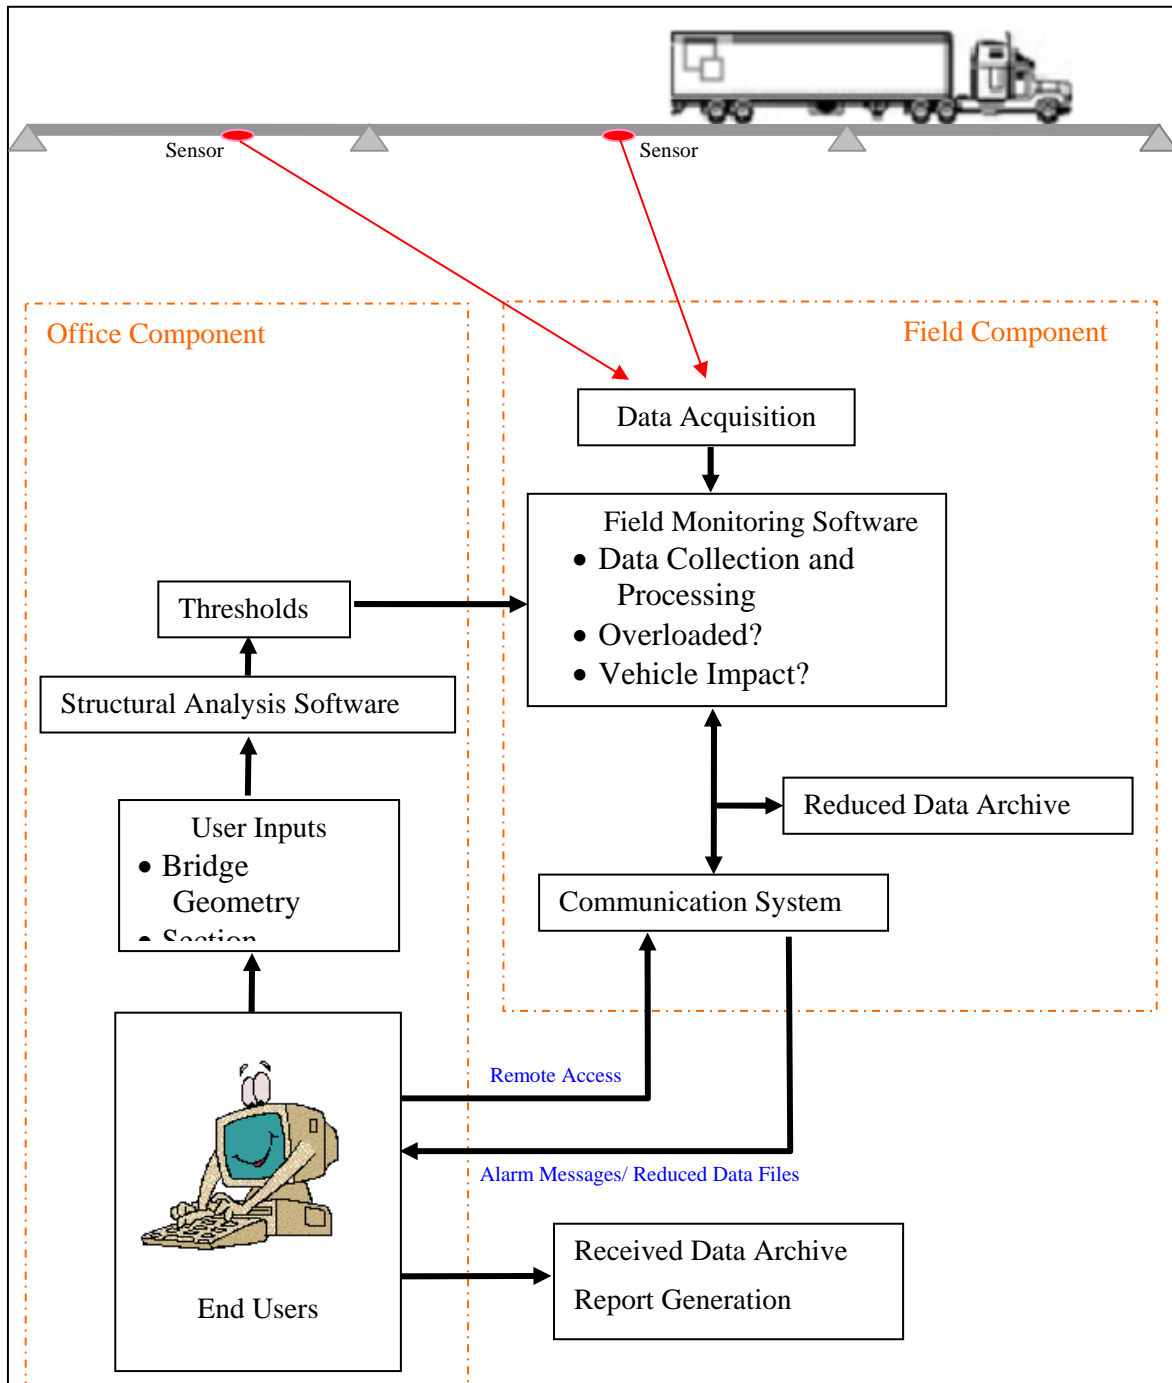 Sensor
Sensor
Office Component
Field Component
Data Acquisition
Field Monitoring Software
• Data Collection and
Processing
• Overloaded?
• Vehicle Impact?
Thresholds
Structural Analysis Software
User Inputs
• Bridge
Geometry
• Section
Reduced Data Archive
Communication System
Remote Access
Alarm Messages/ Reduced Data Files
End Users
Received Data Archive
Report Generation